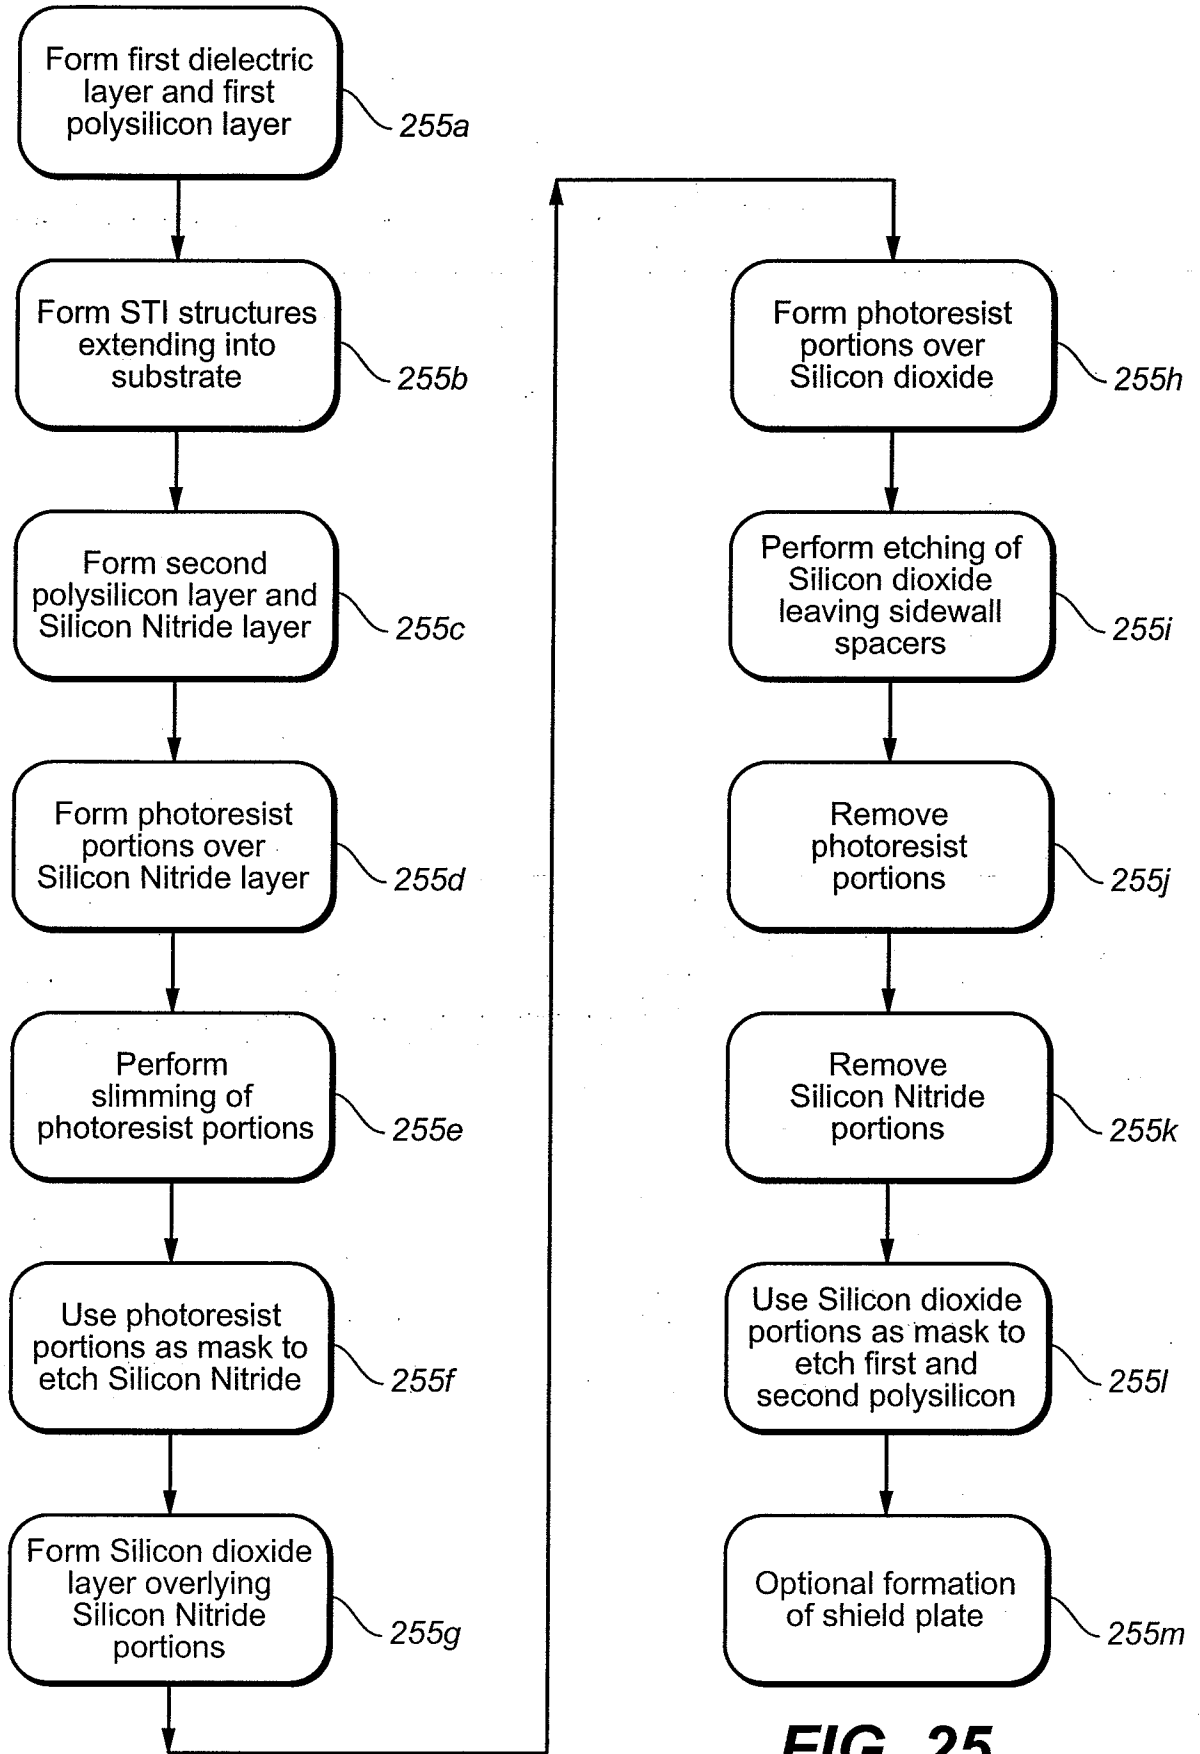 Form first dielectric
layer and first
polysilicon layer
255a
Form STI structures
extending into
substrate
255b
Form second
polysilicon layer and
Silicon Nitride layer
255c
Form photoresist
portions over
Silicon Nitride layer
255d
Perform
slimming of
photoresist portions
255e
Use photoresist
portions as mask to
etch Silicon Nitride
255f
Form Silicon dioxide
layer overlying
Silicon Nitride
portions
255g
Form photoresist
portions over
Silicon dioxide
255h
Perform etching of
Silicon dioxide
leaving sidewall
spacers
255i
Remove
photoresist
portions
255j
Remove
Silicon Nitride
portions
255k
Use Silicon dioxide
portions as mask to
etch first and
second polysilicon
255l
Optional formation
of shield plate
255m
FIG. 25